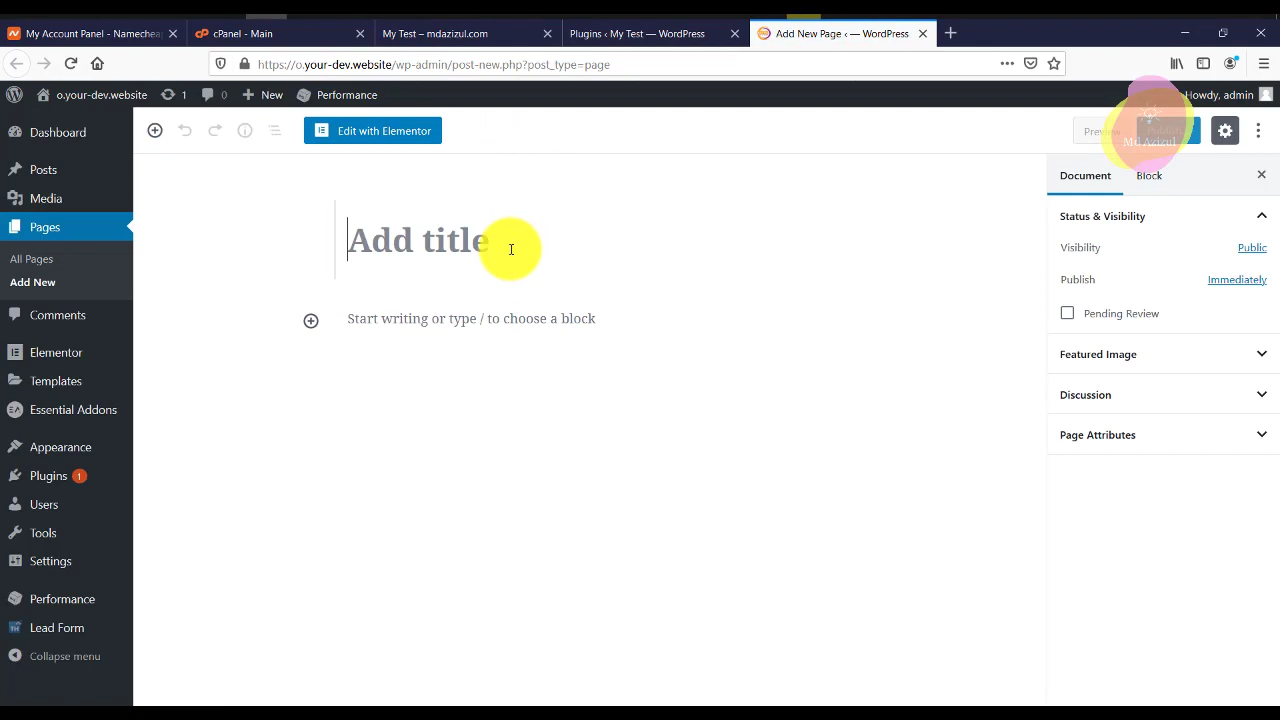 My Account Panel - Namecheap
cPanel - Main
My Test – mdazizul.com
Plugins ‹ My Test — WordPress
Add New Page ‹ — WordPress
https://o.your-dev.website/wp-admin/post-new.php?post_type=page
o.your-dev.website
1
0
New
Performance
Howdy, admin
Dashboard
Posts
Media
Pages
All Pages
Add New
Comments
Elementor
Templates
Essential Addons
Appearance
Plugins 1
Users
Tools
Settings
Performance
Lead Form
Collapse menu
Edit with Elementor
Preview
Md Azizul
Add title
Start writing or type / to choose a block
Document
Block
Status & Visibility
Visibility
Public
Publish
Immediately
Pending Review
Featured Image
Discussion
Page Attributes